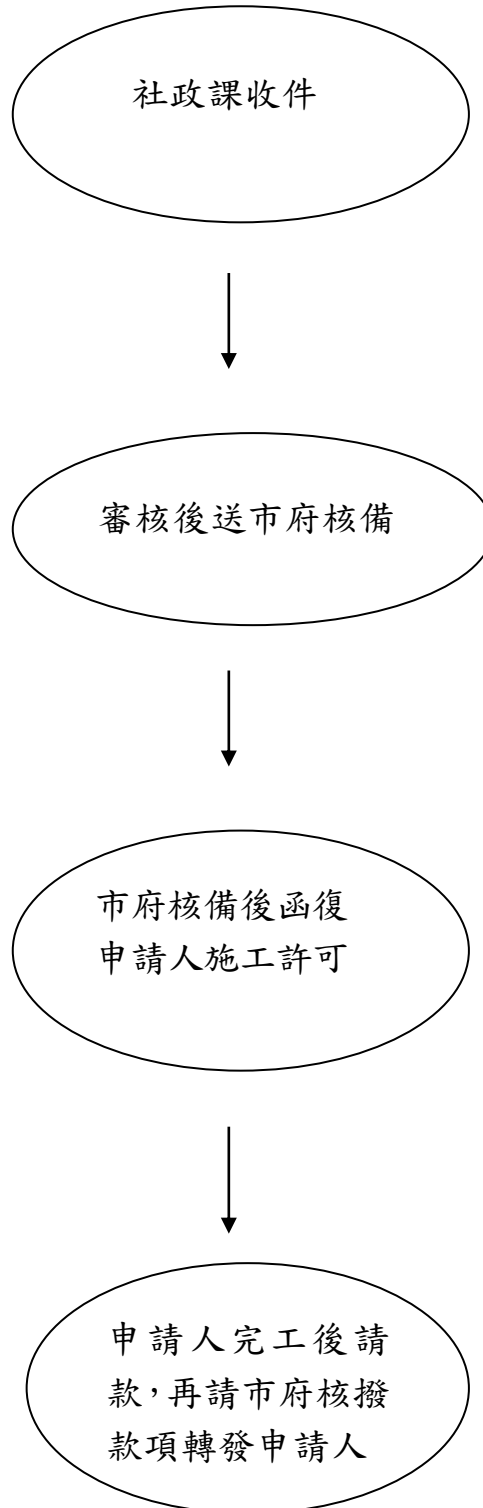 社政課收件
審核後送市府核備
市府核備後函復
申請人施工許可
申請人完工後請
款，再請市府核撥
款項轉發申請人